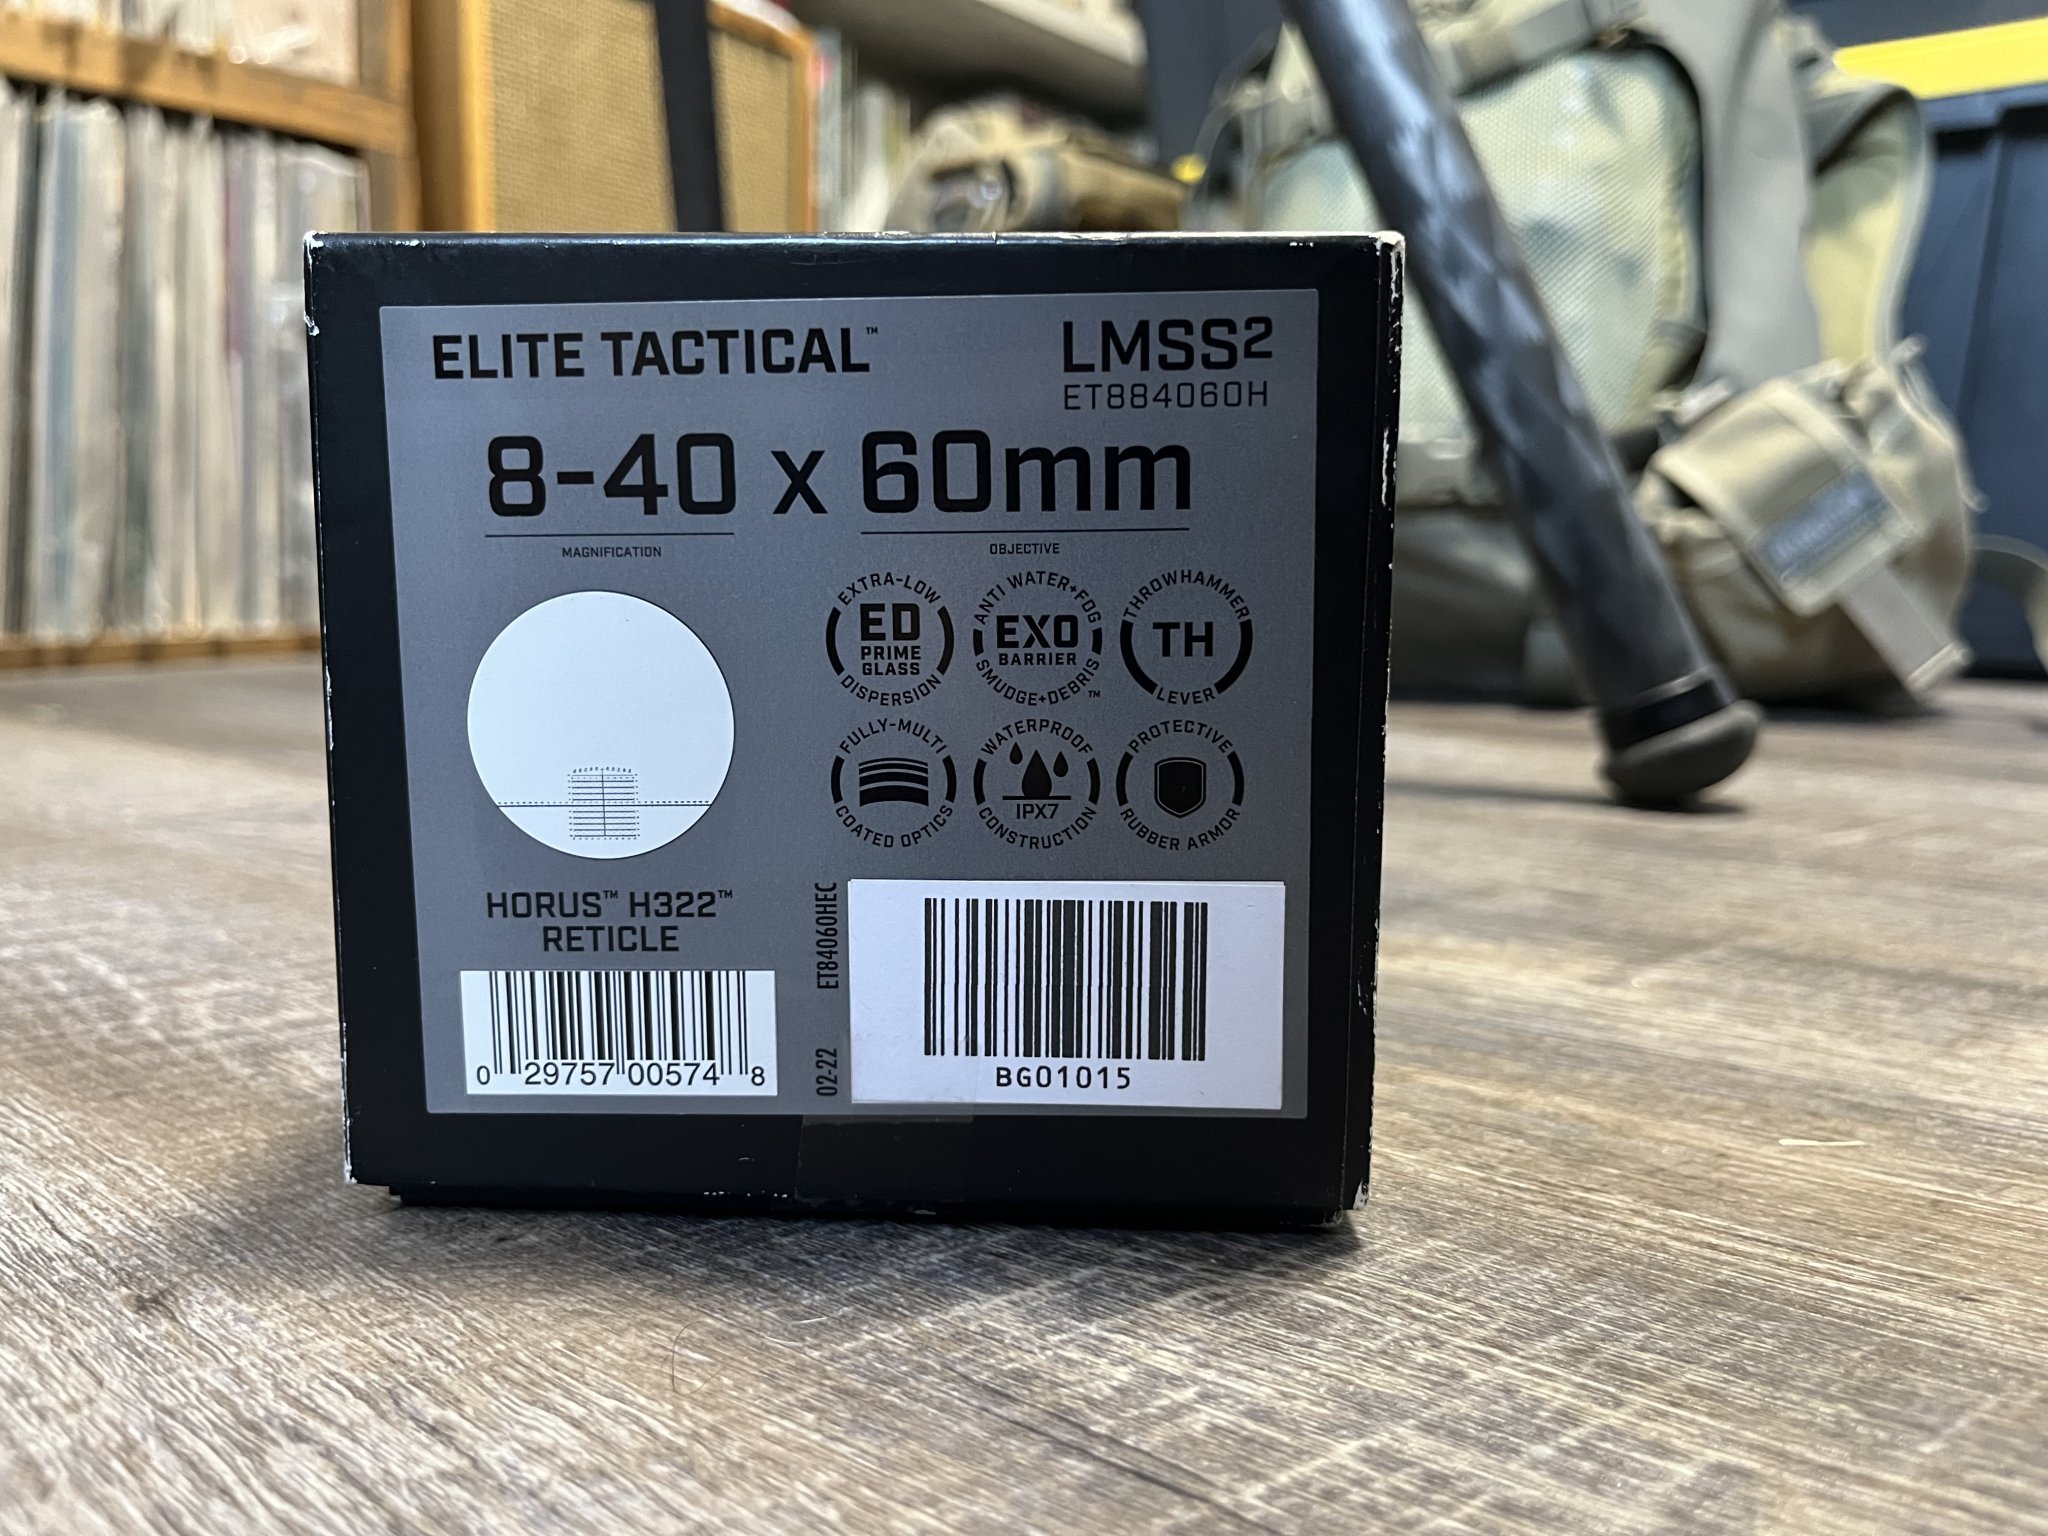 ELITE TACTICAL™
LMSS2
ET884060H
8-40 x 60mm
MAGNIFICATION
OBJECTIVE
EXTRA-LOW
ED
PRIME
GLASS
DISPERSION
ANTI WATER+FOG
EXO
BARRIER
SMUDGE+DEBRIS™
THROWHAMMER
TH
LEVER
FULLY-MULTI
COATED OPTICS
WATERPROOF
IPX7
CONSTRUCTION
PROTECTIVE
RUBBER ARMOR
HORUS™ H322™
RETICLE
0 29757 00574 8
02-22 ET84060HEC
BG01015